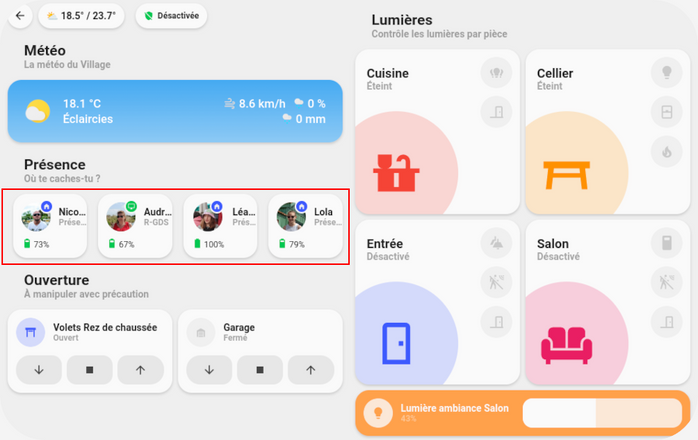 18.5° / 23.7°
Désactivée
Météo
La météo du Village
18.1 °C
8.6 km/h
0 %
Éclaircies
0 mm
Présence
Où te caches-tu ?
Nico...
Prése...
73%
Audr...
R-GDS
67%
Léa...
Prés...
100%
Lola
Prése...
79%
Ouverture
À manipuler avec précaution
Volets Rez de chaussée
Ouvert
Garage
Fermé
Lumières
Contrôle les lumières par pièce
Cuisine
Éteint
Cellier
Éteint
Entrée
Désactivé
Salon
Désactivé
Lumière ambiance Salon
43%